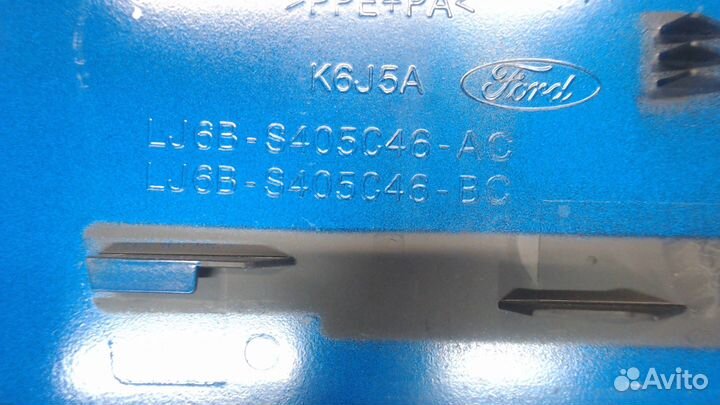 >PPE+PA<
K6J5A Ford
LJ6B-S405C46-AC
LJ6B-S405C46-BC
Avito